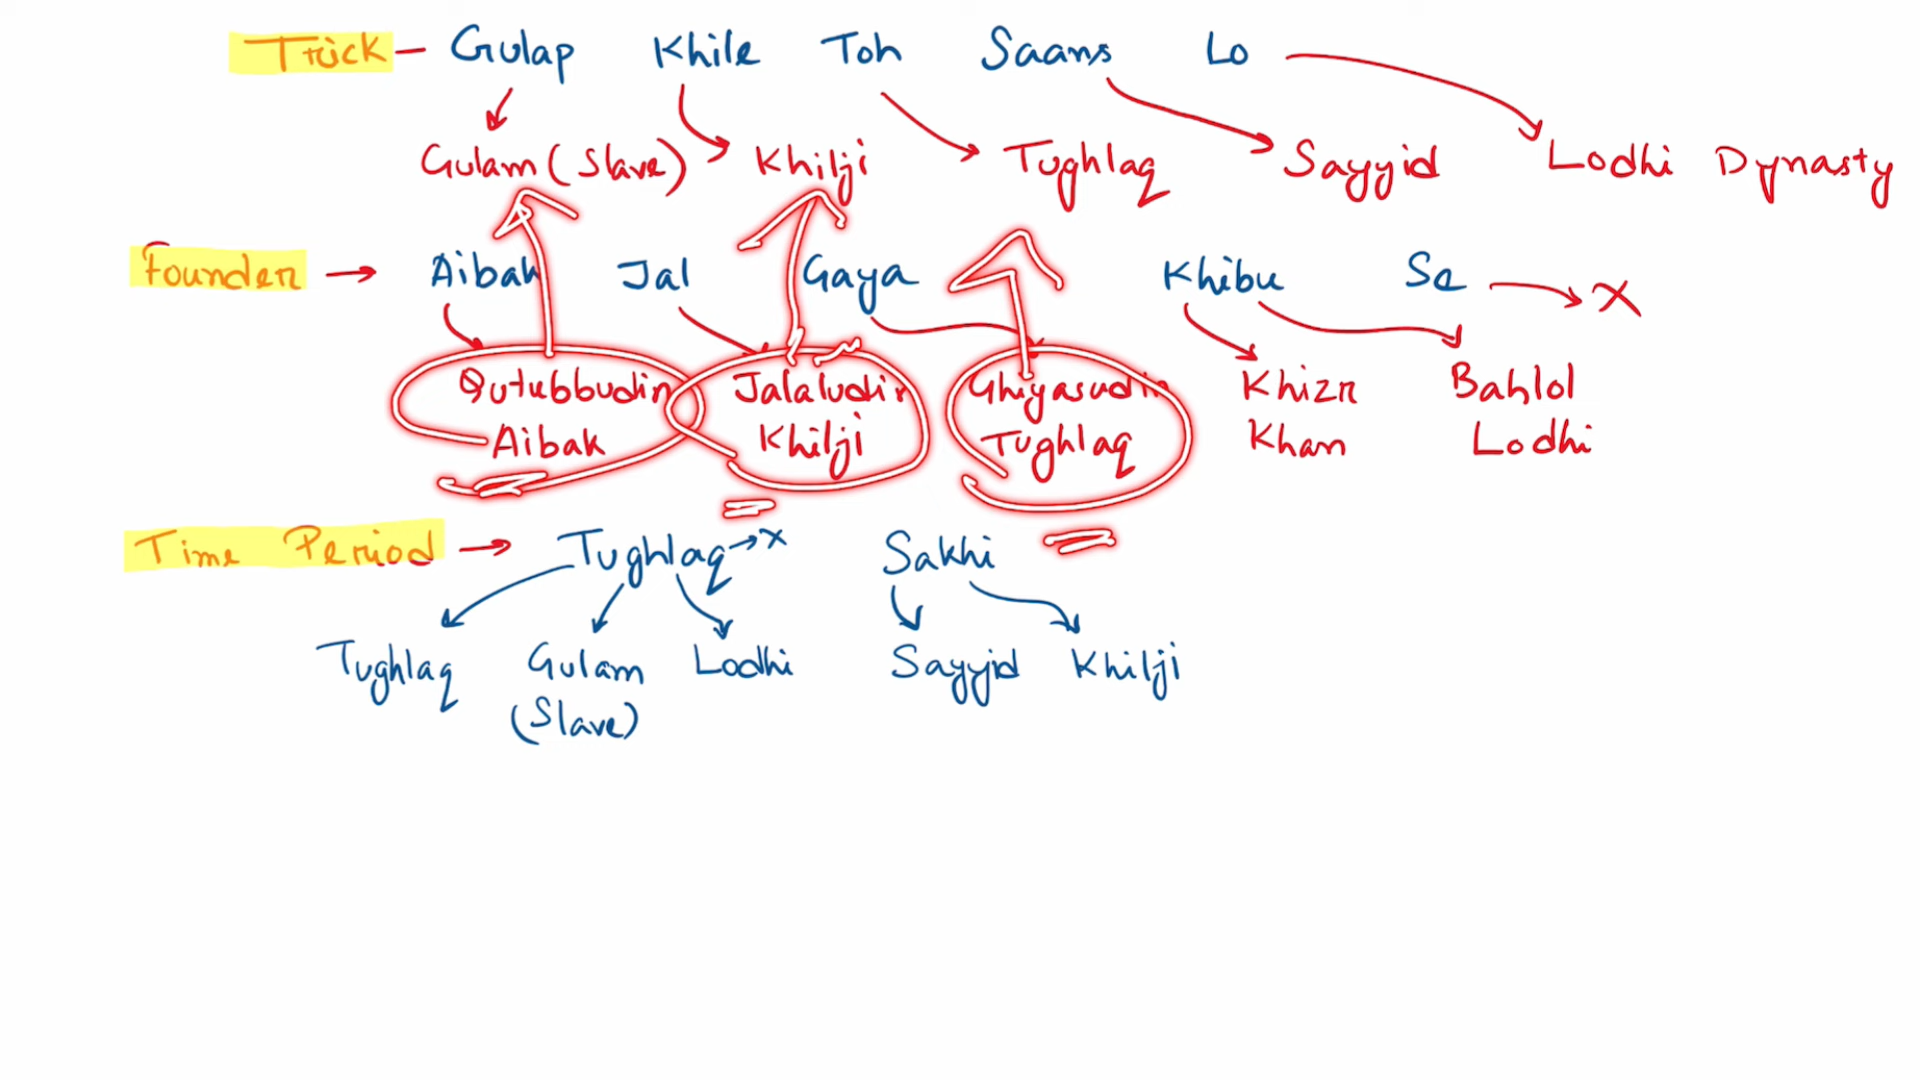 Trick - Gulap Khile Toh Saans Lo
Gulam (Slave) Khilji Tughlaq Sayyid Lodhi Dynasty
Founder → Aibak Jal Gaya Khibu Se → X
Qutubbudin Jalaludin Ghiyasudin Khizr Bahlol
Aibak Khilji Tughlaq Khan Lodhi
Time Period → Tughlaq → X Sakhi
Tughlaq Gulam Lodhi Sayyid Khilji
(Slave)